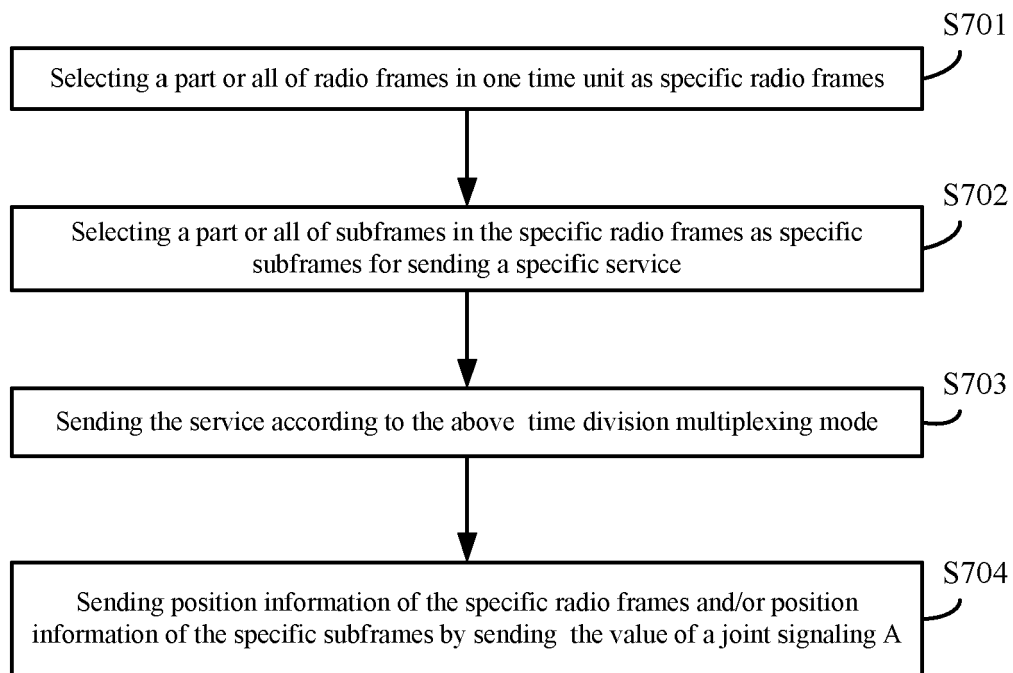 S701
Selecting a part or all of radio frames in one time unit as specific radio frames
S702
Selecting a part or all of subframes in the specific radio frames as specific
subframes for sending a specific service
S703
Sending the service according to the above time division multiplexing mode
S704
Sending position information of the specific radio frames and/or position
information of the specific subframes by sending the value of a joint signaling A